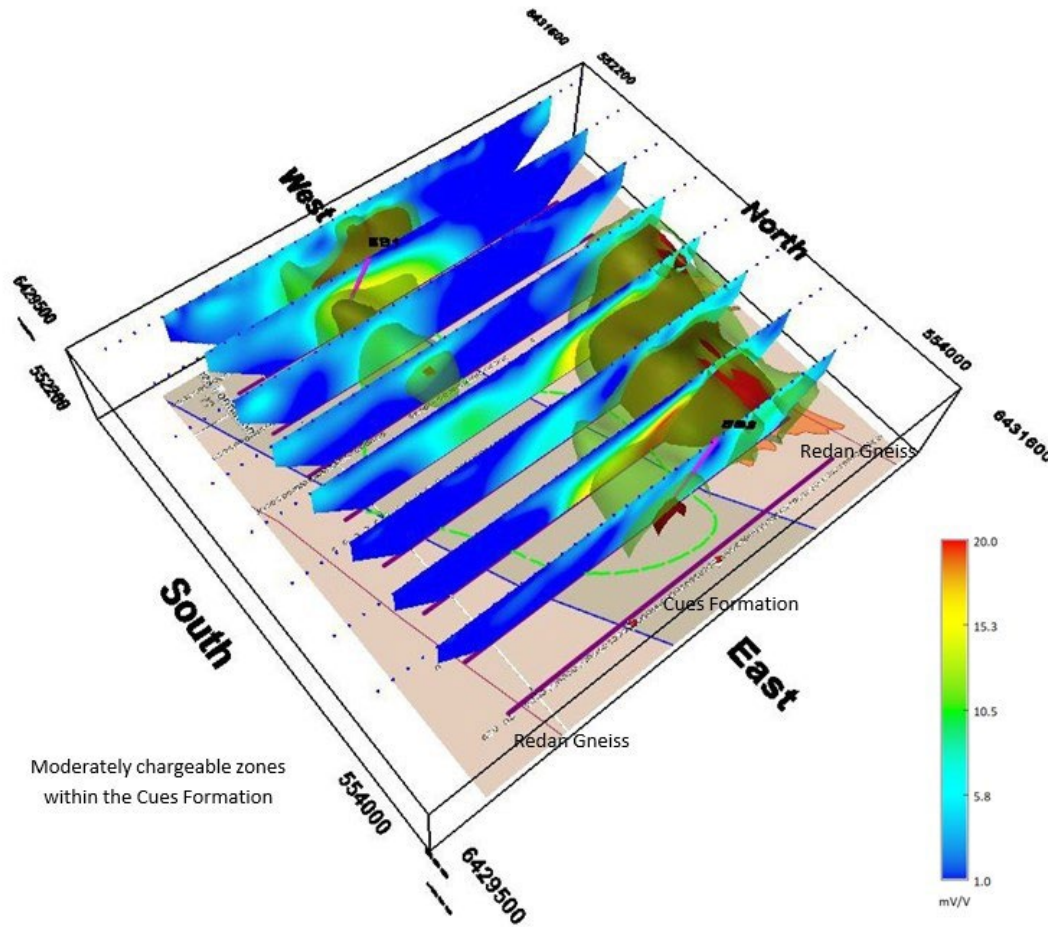 6431600
552200
West
North
6429500
552200
554000
6431600
Redan Gneiss
20.0
Cues Formation
15.3
South
East
10.5
Redan Gneiss
Moderately chargeable zones
within the Cues Formation
5.8
554000
6429500
1.0
mV/V